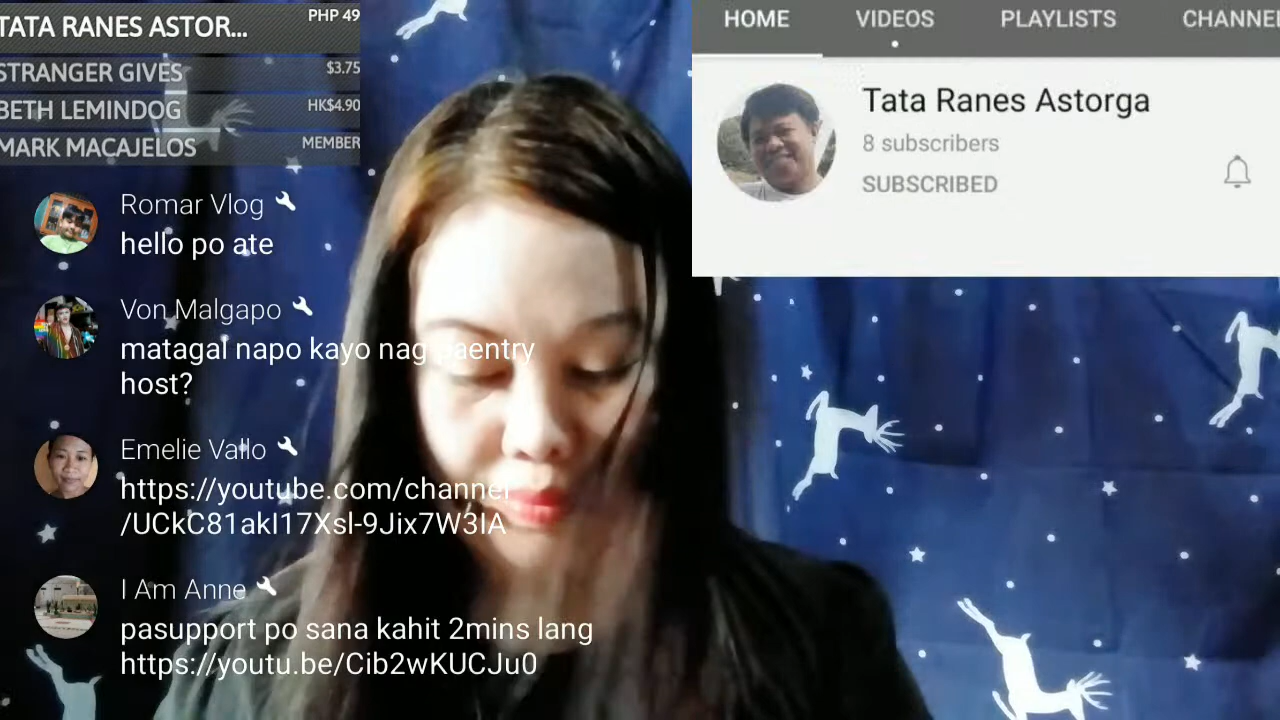 TATA RANES ASTOR... PHP 49
STRANGER GIVES $3.75
BETH LEMINDOG HK$4.90
MARK MACAJELOS MEMBER
HOME VIDEOS PLAYLISTS CHANNE
Tata Ranes Astorga
8 subscribers
SUBSCRIBED
Romar Vlog
hello po ate
Von Malgapo
matagal napo kayo nag paentry
host?
Emelie Vallo
https://youtube.com/channel
/UCkC81akI17Xsl-9Jix7W3IA
I Am Anne
pasupport po sana kahit 2mins lang
https://youtu.be/Cib2wKUCJu0